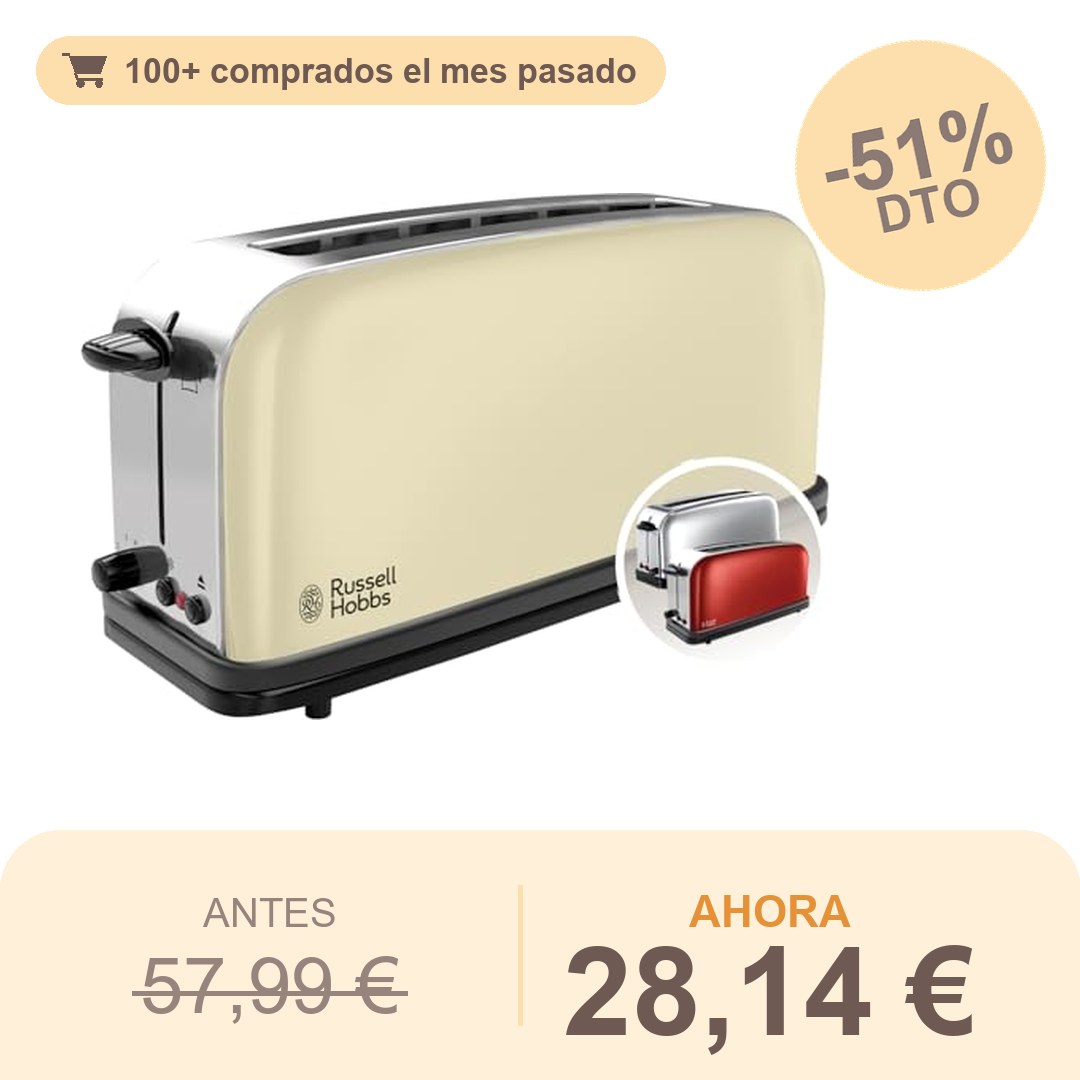 100+ comprados el mes pasado
-51%
DTO
Russell
Hobbs
ANTES
57,99 €
AHORA
28,14 €